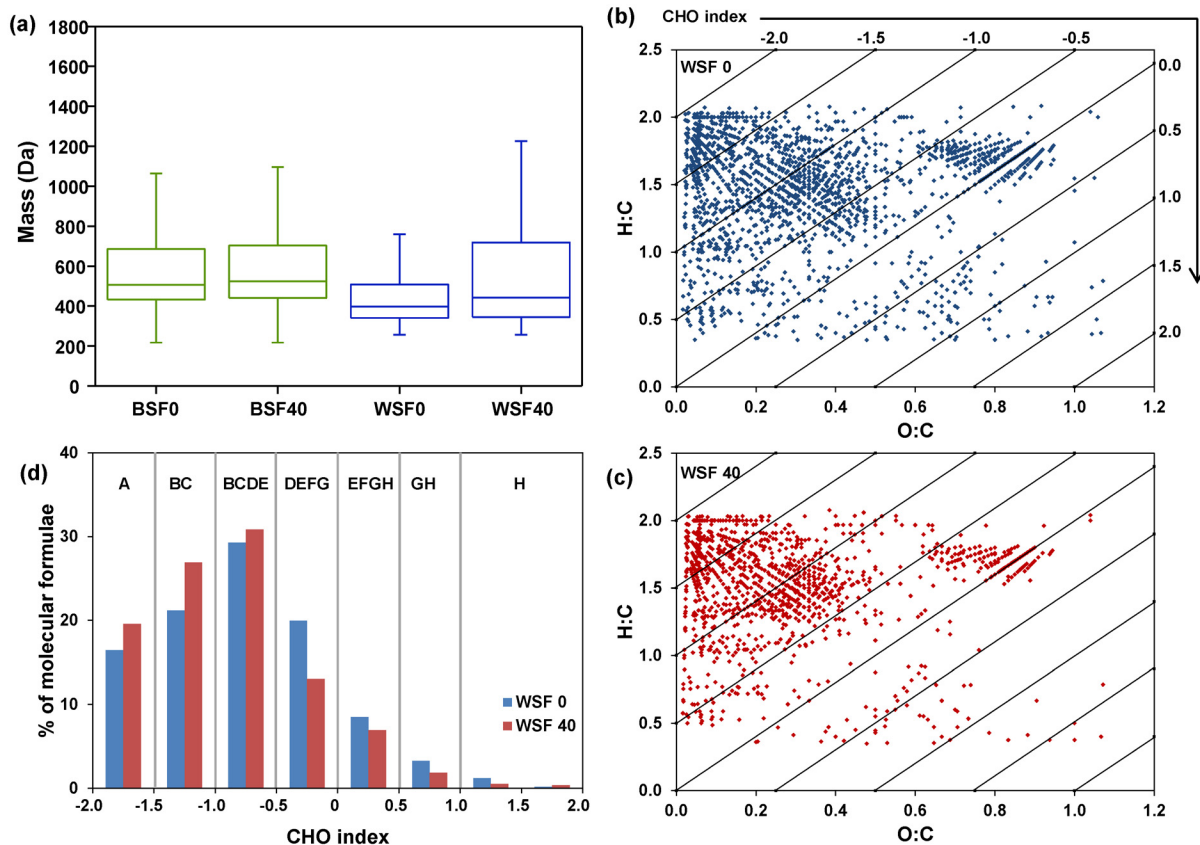 (a)
1800
1600
1400
1200
1000
800
600
400
200
0
Mass (Da)
BSF0 BSF40 WSF0 WSF40
(b)
CHO index
-2.0 -1.5 -1.0 -0.5
0.0
0.5
1.0
1.5
2.0
WSF 0
2.5
2.0
1.5
1.0
0.5
0.0
H:C
0.0 0.2 0.4 0.6 0.8 1.0 1.2
O:C
(d)
40
30
20
10
0
% of molecular formulae
A BC BCDE DEFG EFGH GH H
WSF 0
WSF 40
-2.0 -1.5 -1.0 -0.5 0 0.5 1.0 1.5 2.0
CHO index
(c)
WSF 40
2.5
2.0
1.5
1.0
0.5
0.0
H:C
0.0 0.2 0.4 0.6 0.8 1.0 1.2
O:C